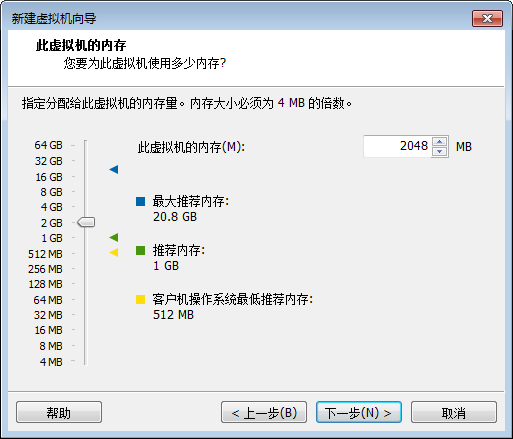 新建虚拟机向导
此虚拟机的内存
您要为此虚拟机使用多少内存?
指定分配给此虚拟机的内存量。内存大小必须为 4 MB 的倍数。
64 GB
32 GB
16 GB
8 GB
4 GB
2 GB
1 GB
512 MB
256 MB
128 MB
64 MB
32 MB
16 MB
8 MB
4 MB
此虚拟机的内存(M): 2048 MB
最大推荐内存:
20.8 GB
推荐内存:
1 GB
客户机操作系统最低推荐内存:
512 MB
帮助 < 上一步(B) 下一步(N) > 取消